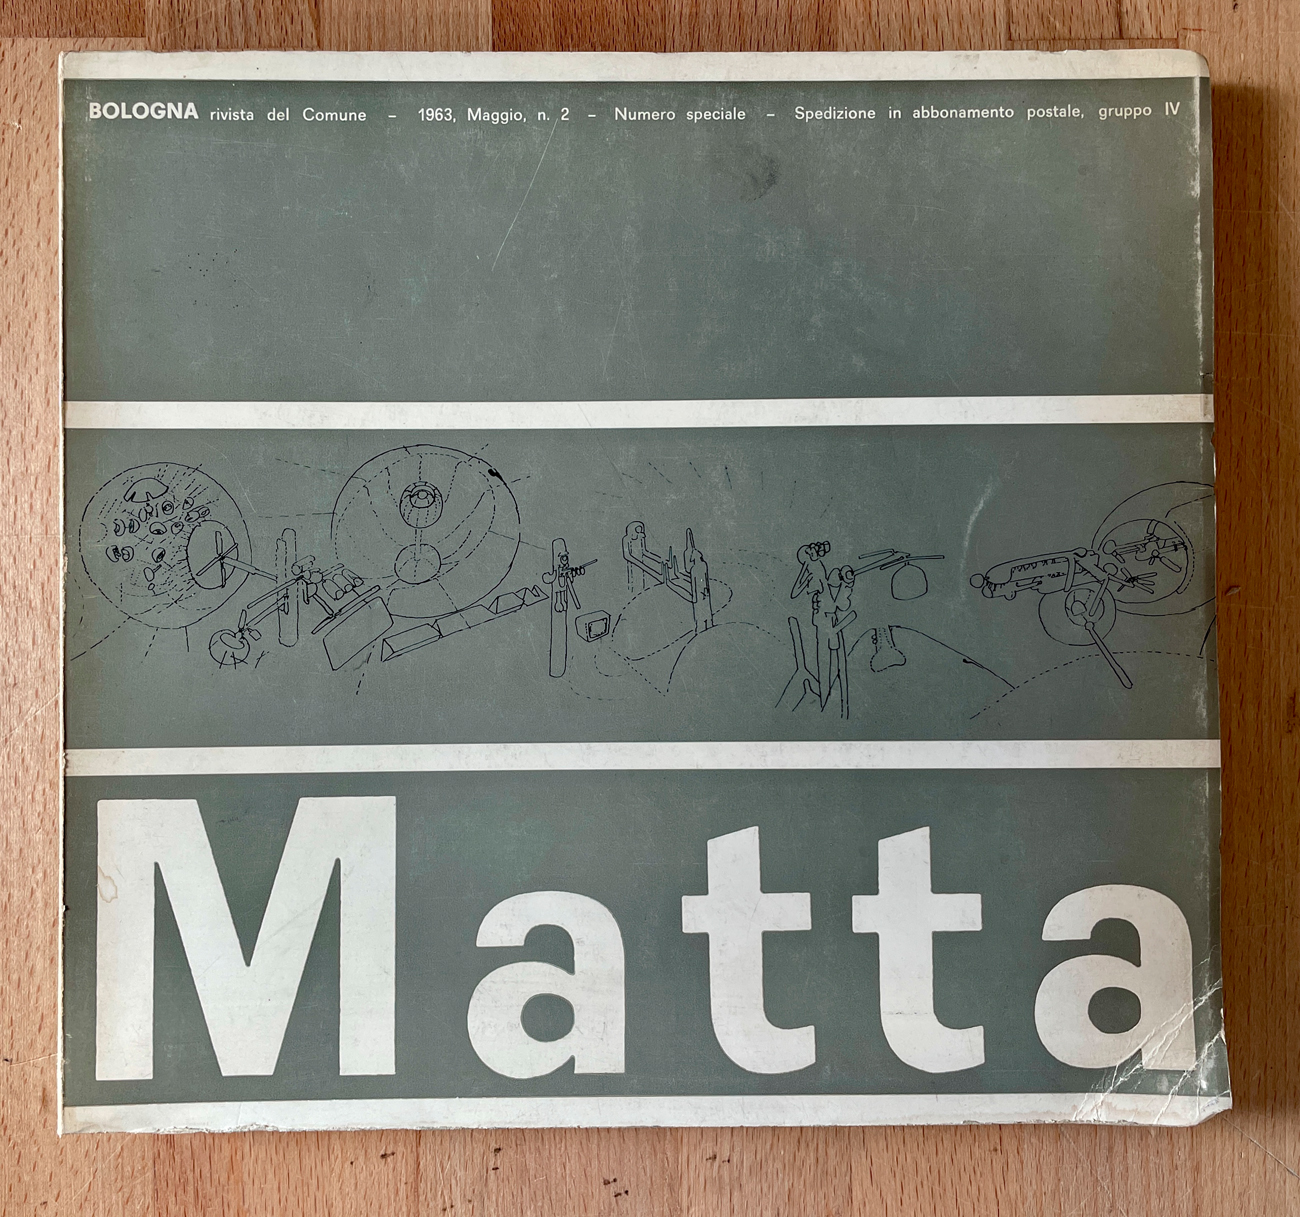 BOLOGNA rivista del Comune – 1963, Maggio, n. 2 – Numero speciale – Spedizione in abbonamento postale, gruppo IV
Matta